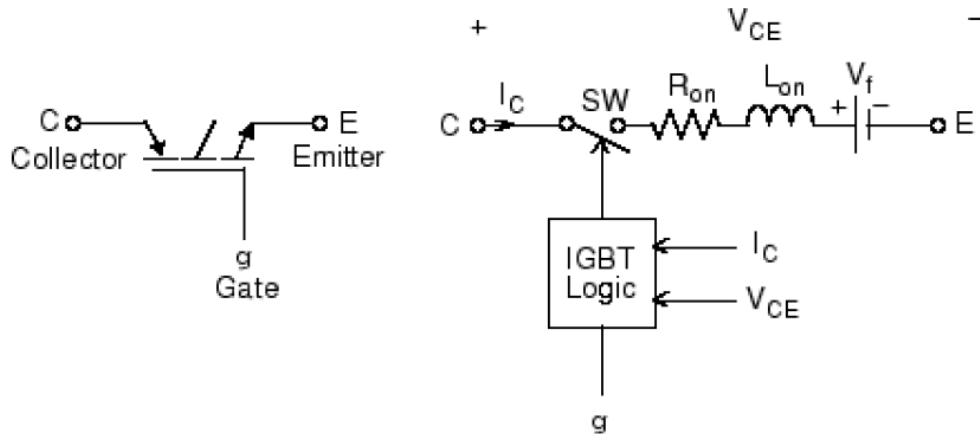 C
Collector
E
Emitter
g
Gate
+
V_CE
−
C
I_C
SW
R_on
L_on
+
V_f
−
E
IGBT
Logic
I_C
V_CE
g